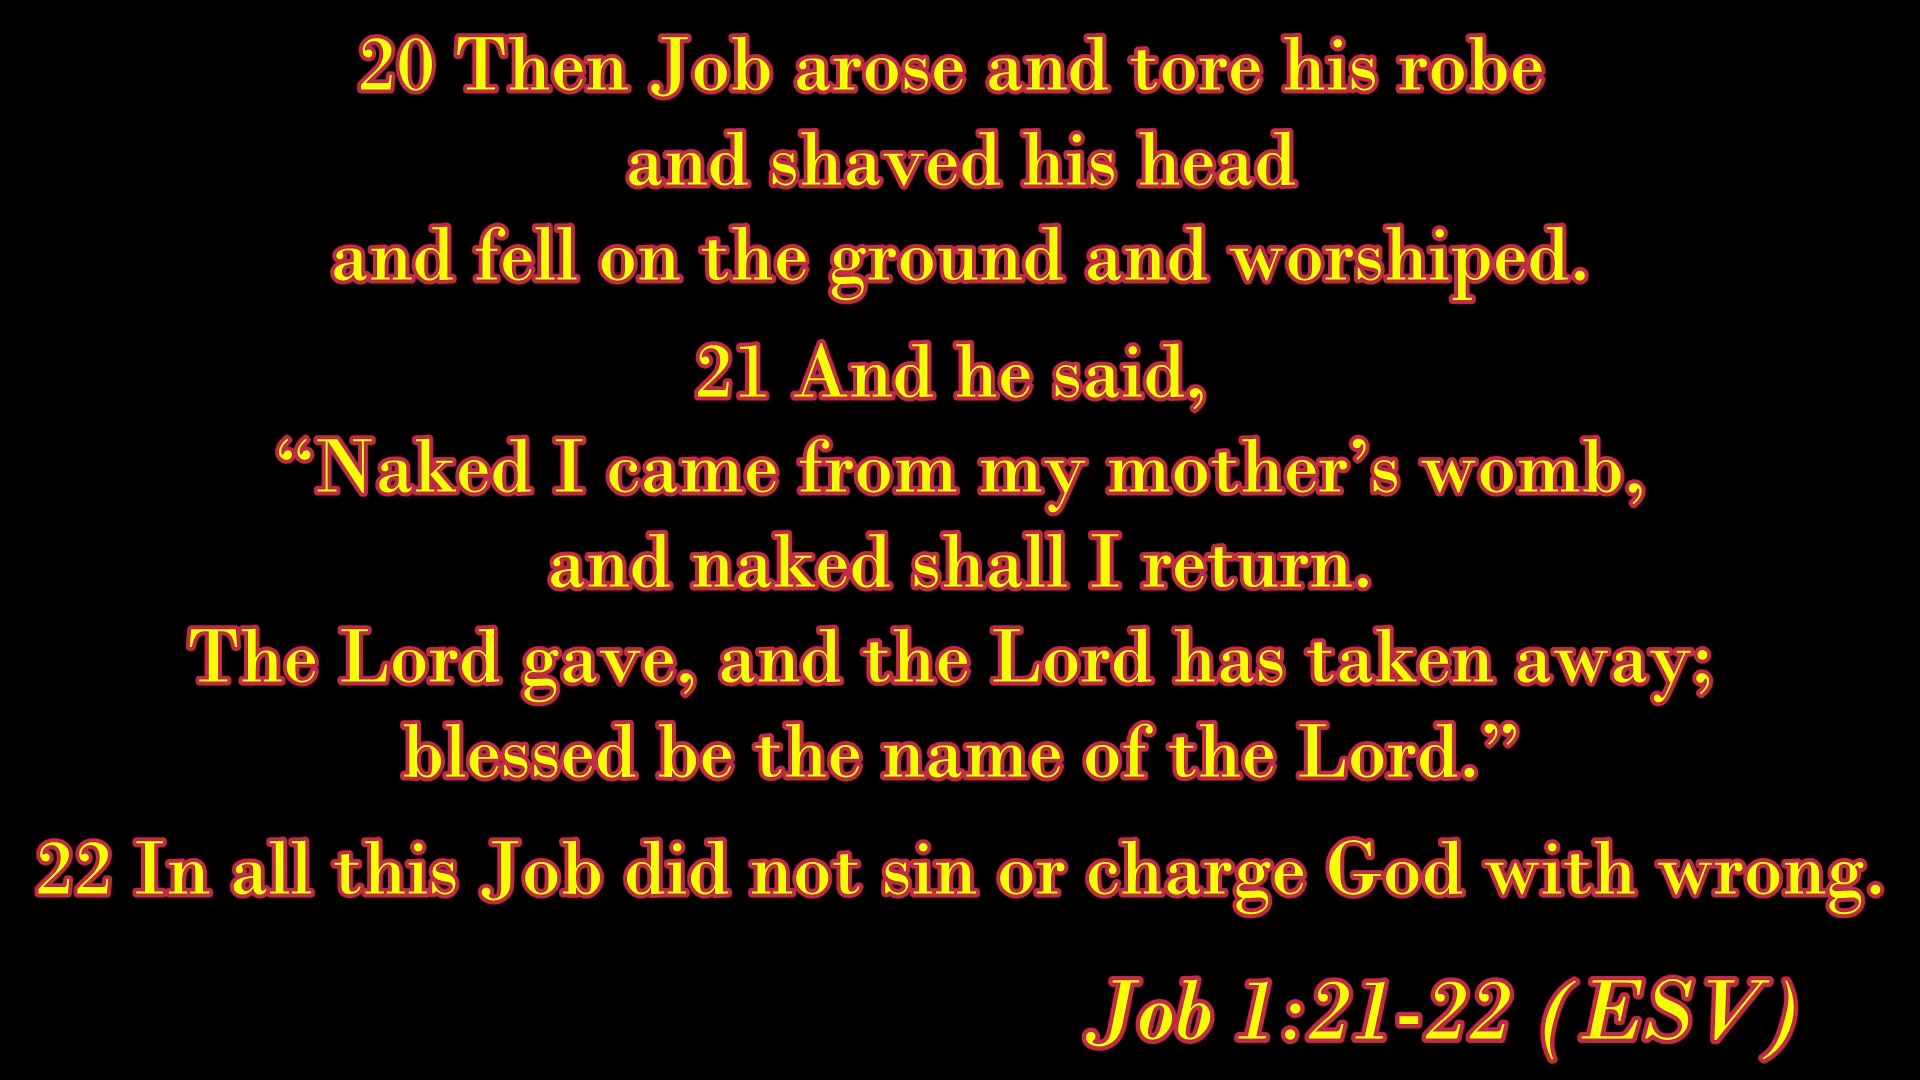 20 Then Job arose and tore his robe
and shaved his head
and fell on the ground and worshiped.
21 And he said,
“Naked I came from my mother’s womb,
and naked shall I return.
The Lord gave, and the Lord has taken away;
blessed be the name of the Lord.”
22 In all this Job did not sin or charge God with wrong.
Job 1:21-22 (ESV)